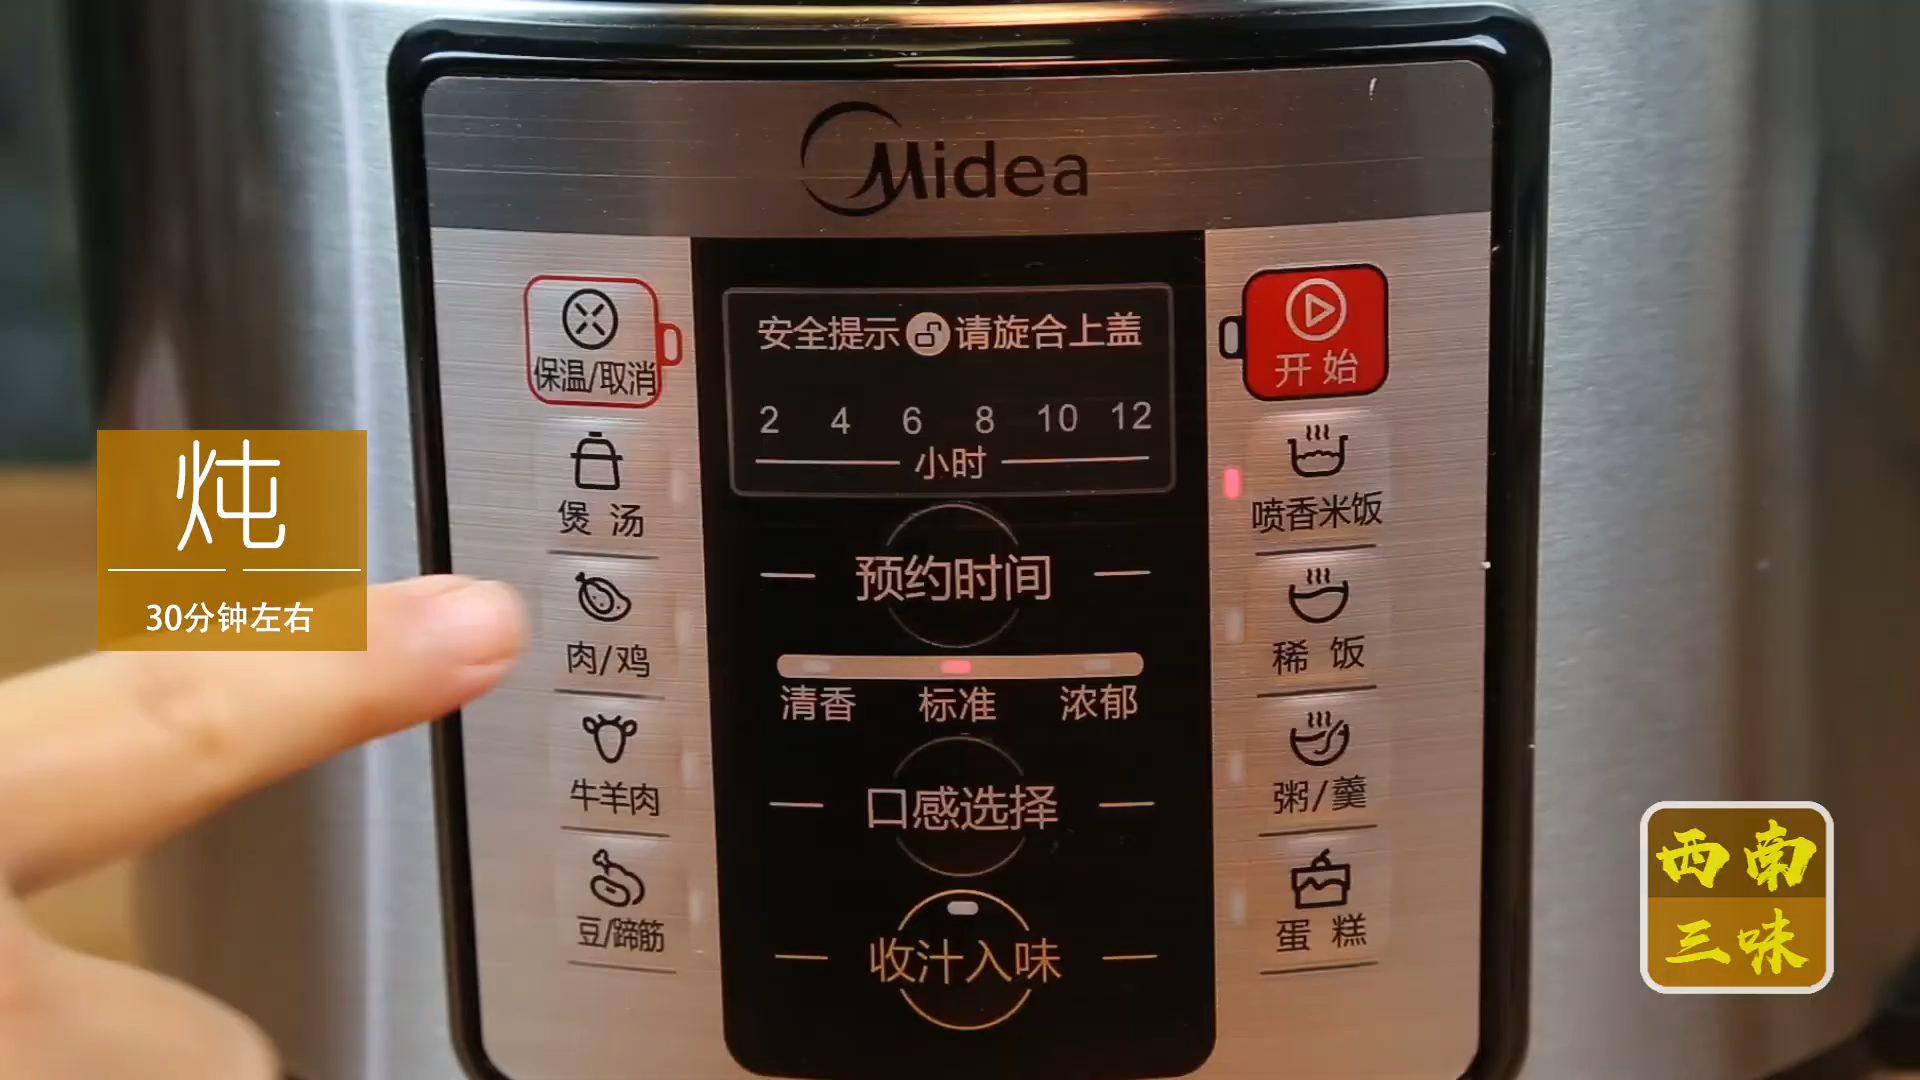 Midea
保温/取消
安全提示 请旋合上盖
开始
2 4 6 8 10 12
小时
煲汤
喷香米饭
炖
30分钟左右
预约时间
肉/鸡
稀饭
清香 标准 浓郁
牛羊肉
口感选择
粥/羹
豆/蹄筋
收汁入味
蛋糕
西南
三味